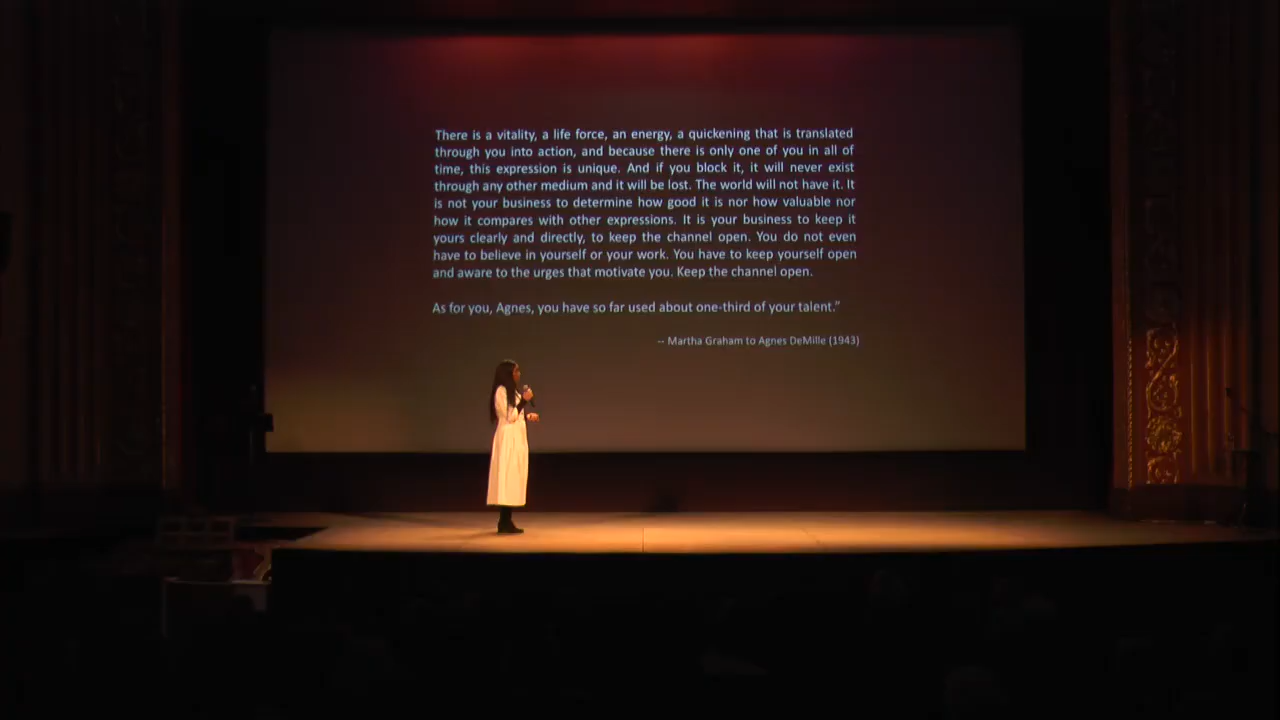 There is a vitality, a life force, an energy, a quickening that is translated
through you into action, and because there is only one of you in all of
time, this expression is unique. And if you block it, it will never exist
through any other medium and it will be lost. The world will not have it. It
is not your business to determine how good it is nor how valuable nor
how it compares with other expressions. It is your business to keep it
yours clearly and directly, to keep the channel open. You do not even
have to believe in yourself or your work. You have to keep yourself open
and aware to the urges that motivate you. Keep the channel open.
As for you, Agnes, you have so far used about one-third of your talent.”
-- Martha Graham to Agnes DeMille (1943)